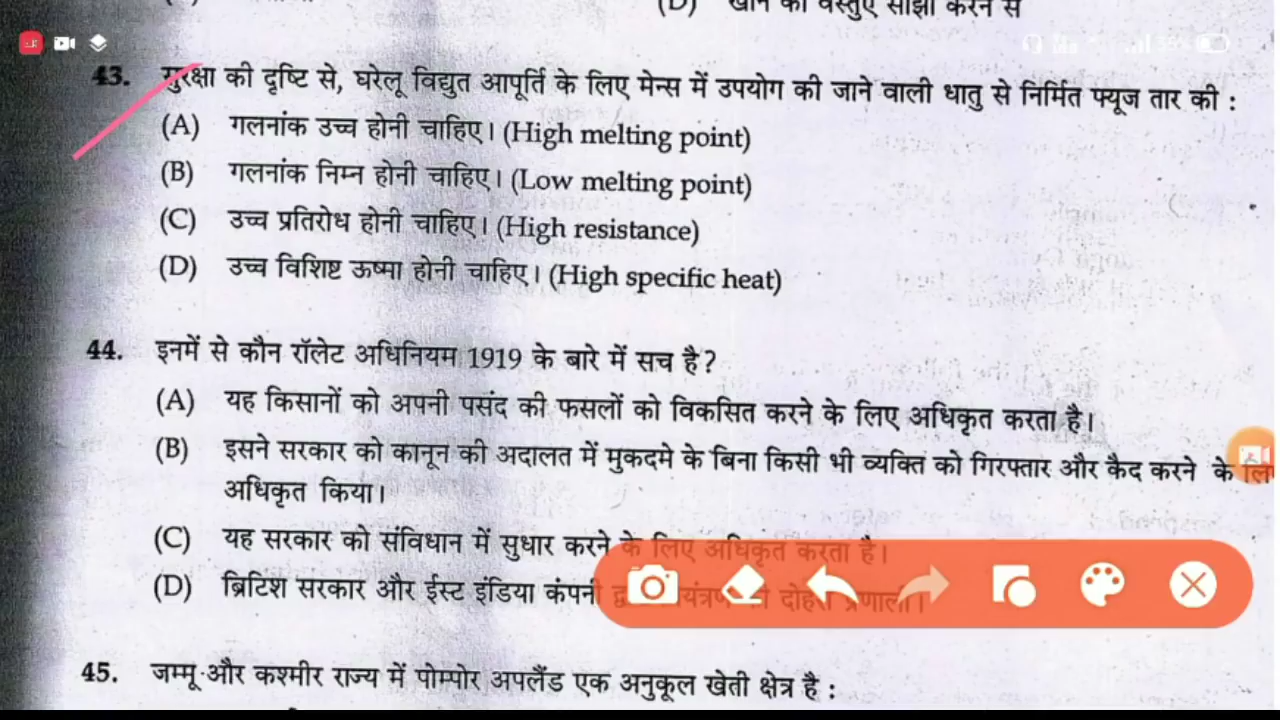 (D) खाने की वस्तुएँ साझा करने से
43. सुरक्षा की दृष्टि से, घरेलू विद्युत आपूर्ति के लिए मेन्स में उपयोग की जाने वाली धातु से निर्मित फ्यूज तार की :
(A) गलनांक उच्च होनी चाहिए। (High melting point)
(B) गलनांक निम्न होनी चाहिए। (Low melting point)
(C) उच्च प्रतिरोध होनी चाहिए। (High resistance)
(D) उच्च विशिष्ट ऊष्मा होनी चाहिए। (High specific heat)
44. इनमें से कौन रॉलेट अधिनियम 1919 के बारे में सच है?
(A) यह किसानों को अपनी पसंद की फसलों को विकसित करने के लिए अधिकृत करता है।
(B) इसने सरकार को कानून की अदालत में मुकदमे के बिना किसी भी व्यक्ति को गिरफ्तार और कैद करने के
अधिकृत किया।
(C) यह सरकार को संविधान में सुधार करने के लिए अधिकृत करता है।
(D) ब्रिटिश सरकार और ईस्ट इंडिया कंपनी
45. जम्मू और कश्मीर राज्य में पोम्पोर अपलैंड एक अनुकूल खेती क्षेत्र है :